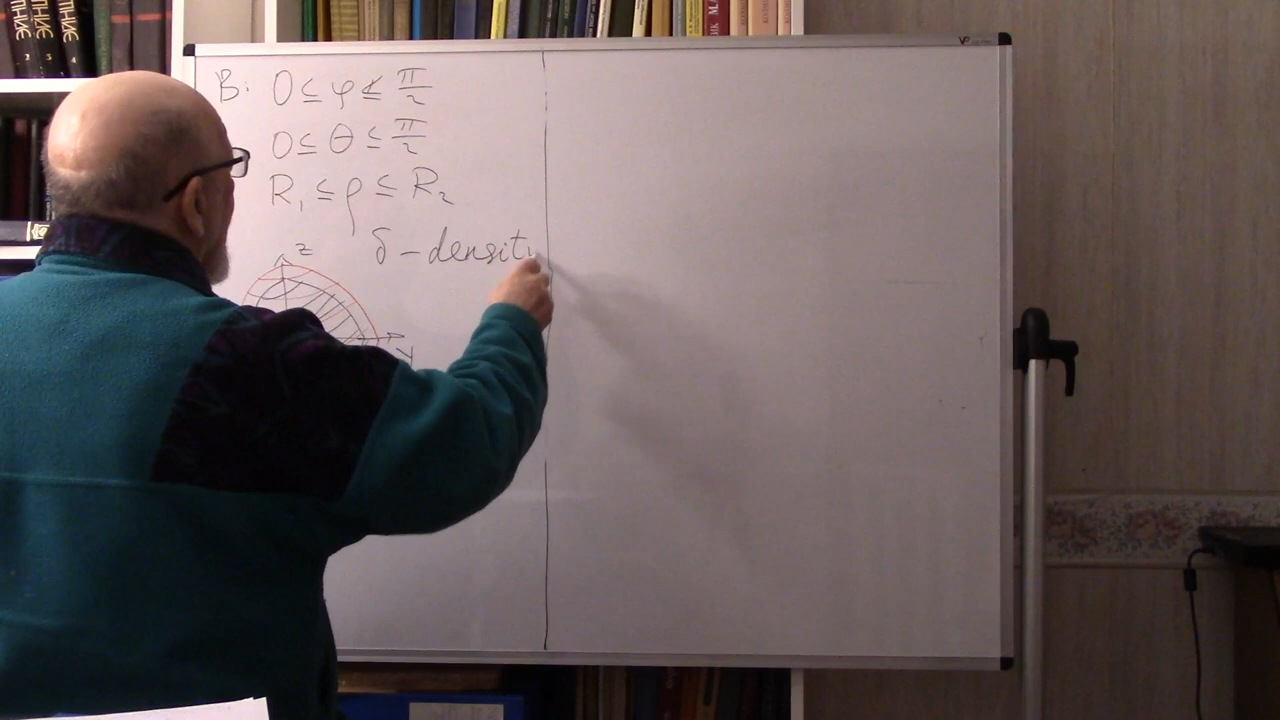 B: 0 ≤ φ ≤ π/2
0 ≤ θ ≤ π/2
R₁ ≤ ρ ≤ R₂
δ – density
z
y